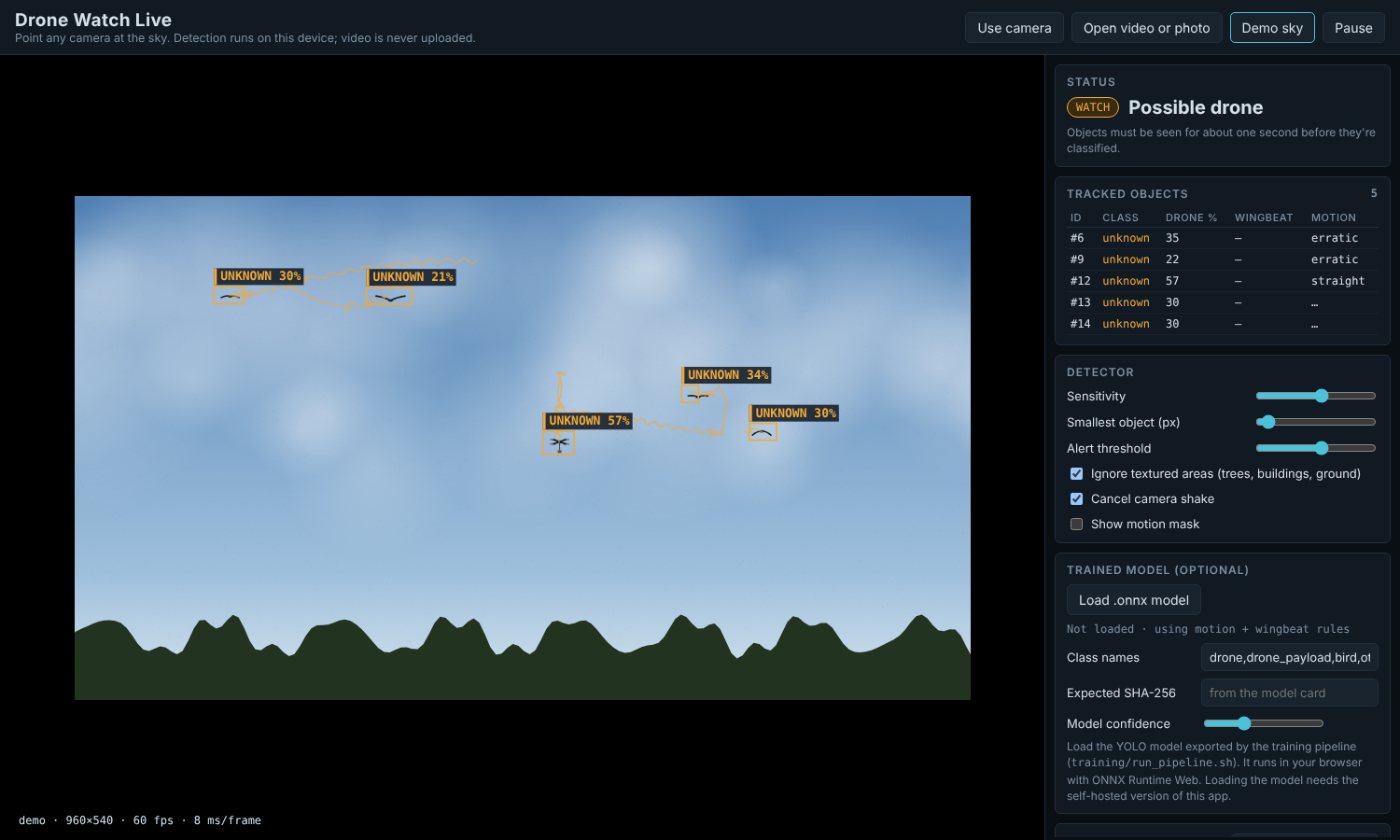 Drone Watch Live
Point any camera at the sky. Detection runs on this device; video is never uploaded.
Use camera
Open video or photo
Demo sky
Pause
UNKNOWN 30%
UNKNOWN 21%
UNKNOWN 34%
UNKNOWN 30%
UNKNOWN 57%
demo · 960×540 · 60 fps · 8 ms/frame
STATUS
WATCH Possible drone
Objects must be seen for about one second before they're
classified.
TRACKED OBJECTS 5
ID CLASS DRONE % WINGBEAT MOTION
#6 unknown 35 — erratic
#9 unknown 22 — erratic
#12 unknown 57 — straight
#13 unknown 30 — …
#14 unknown 30 — …
DETECTOR
Sensitivity
Smallest object (px)
Alert threshold
Ignore textured areas (trees, buildings, ground)
Cancel camera shake
Show motion mask
TRAINED MODEL (OPTIONAL)
Load .onnx model
Not loaded · using motion + wingbeat rules
Class names drone,drone_payload,bird,ot
Expected SHA-256 from the model card
Model confidence
Load the YOLO model exported by the training pipeline
(training/run_pipeline.sh). It runs in your browser
with ONNX Runtime Web. Loading the model needs the
self-hosted version of this app.